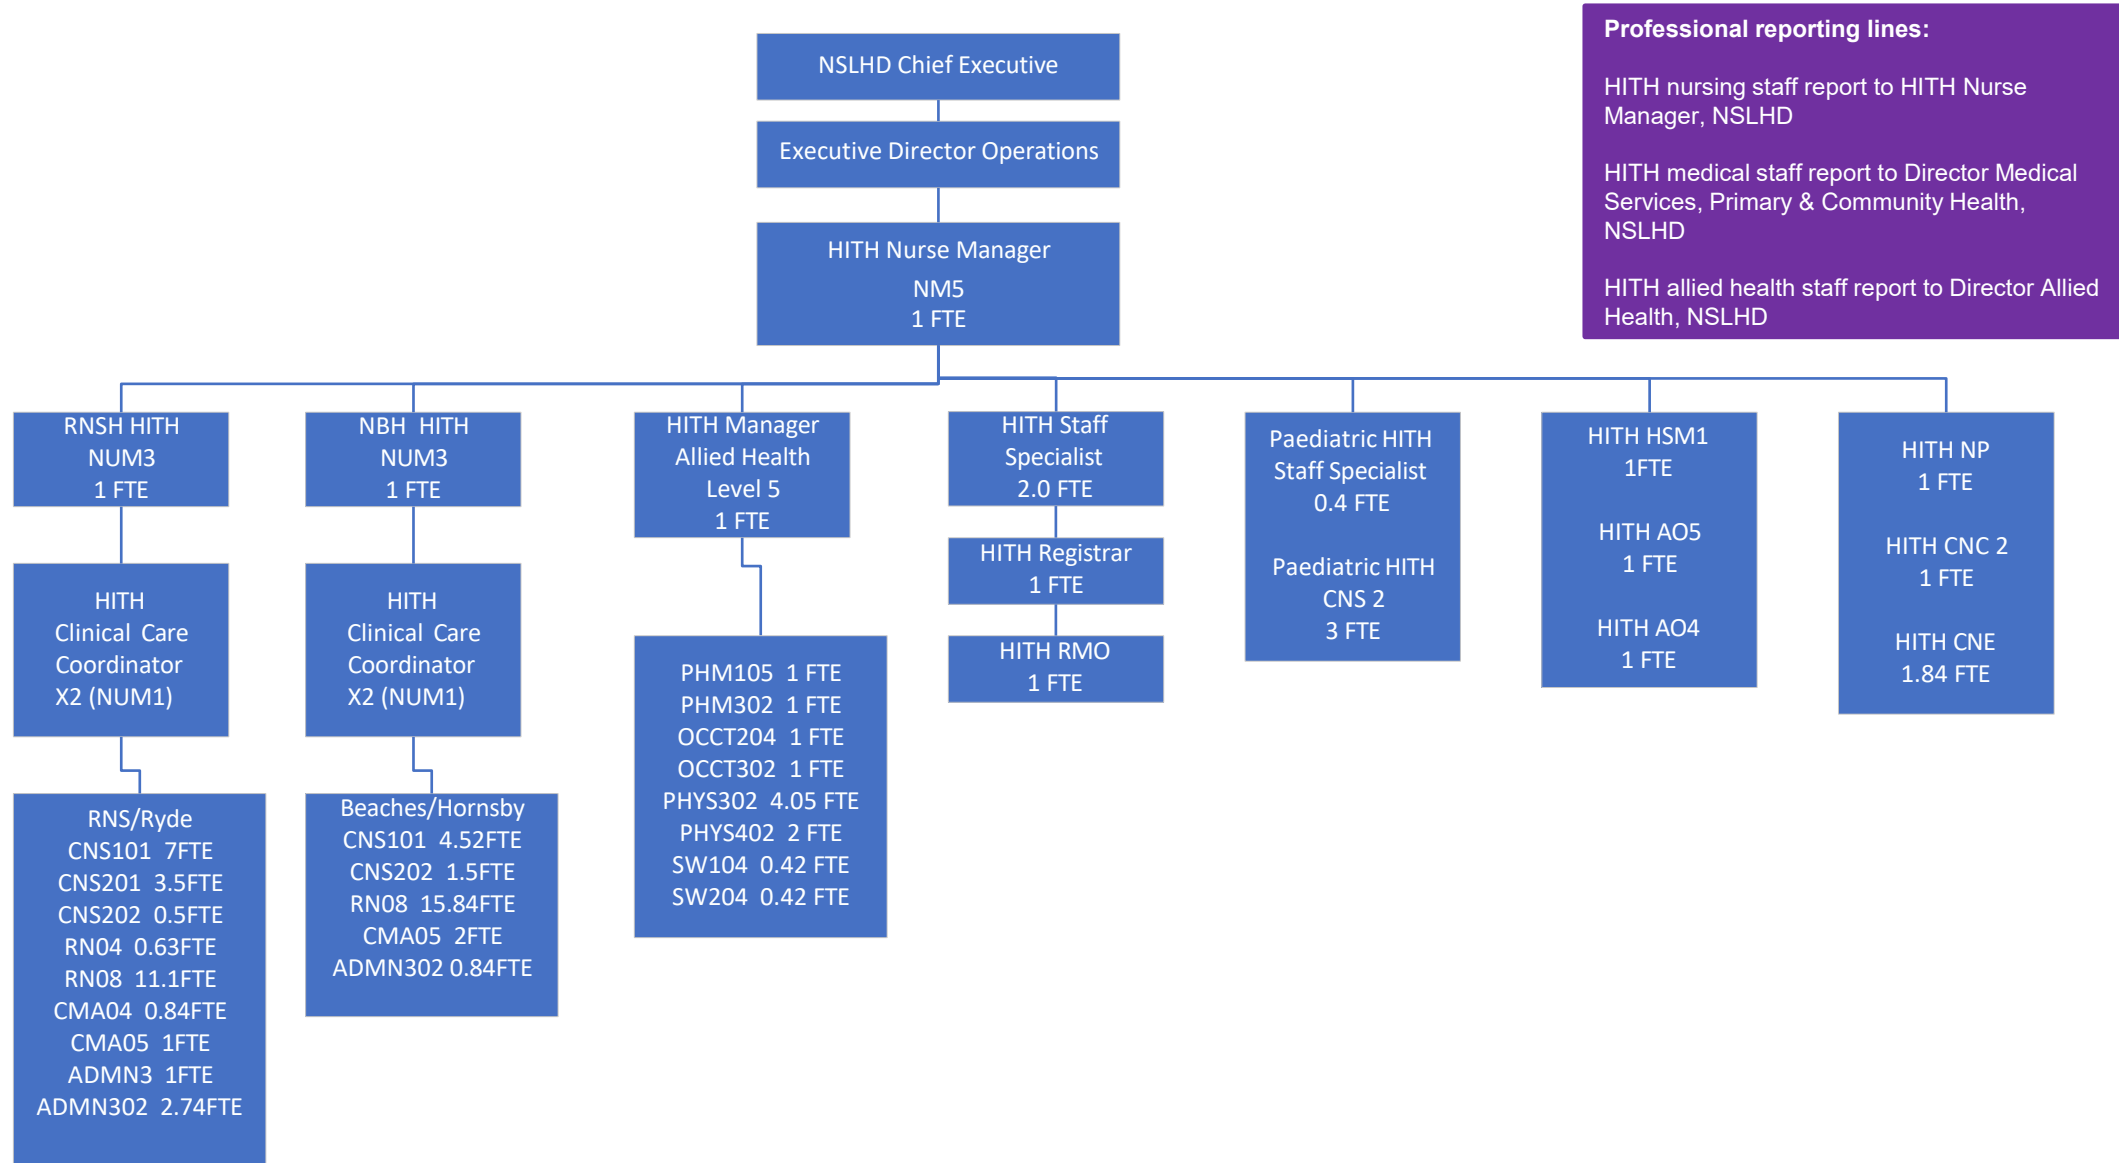 Professional reporting lines:
HITH nursing staff report to HITH Nurse
Manager, NSLHD
HITH medical staff report to Director Medical
Services, Primary & Community Health,
NSLHD
HITH allied health staff report to Director Allied
Health, NSLHD
NSLHD Chief Executive
Executive Director Operations
HITH Nurse Manager
NM5
1 FTE
RNSH HITH
NUM3
1 FTE
HITH
Clinical Care
Coordinator
X2 (NUM1)
RNS/Ryde
CNS101 7FTE
CNS201 3.5FTE
CNS202 0.5FTE
RN04 0.63FTE
RN08 11.1FTE
CMA04 0.84FTE
CMA05 1FTE
ADMN3 1FTE
ADMN302 2.74FTE
NBH HITH
NUM3
1 FTE
HITH
Clinical Care
Coordinator
X2 (NUM1)
Beaches/Hornsby
CNS101 4.52FTE
CNS202 1.5FTE
RN08 15.84FTE
CMA05 2FTE
ADMN302 0.84FTE
HITH Manager
Allied Health
Level 5
1 FTE
PHM105 1 FTE
PHM302 1 FTE
OCCT204 1 FTE
OCCT302 1 FTE
PHYS302 4.05 FTE
PHYS402 2 FTE
SW104 0.42 FTE
SW204 0.42 FTE
HITH Staff
Specialist
2.0 FTE
HITH Registrar
1 FTE
HITH RMO
1 FTE
Paediatric HITH
Staff Specialist
0.4 FTE
Paediatric HITH
CNS 2
3 FTE
HITH HSM1
1FTE
HITH AO5
1 FTE
HITH AO4
1 FTE
HITH NP
1 FTE
HITH CNC 2
1 FTE
HITH CNE
1.84 FTE